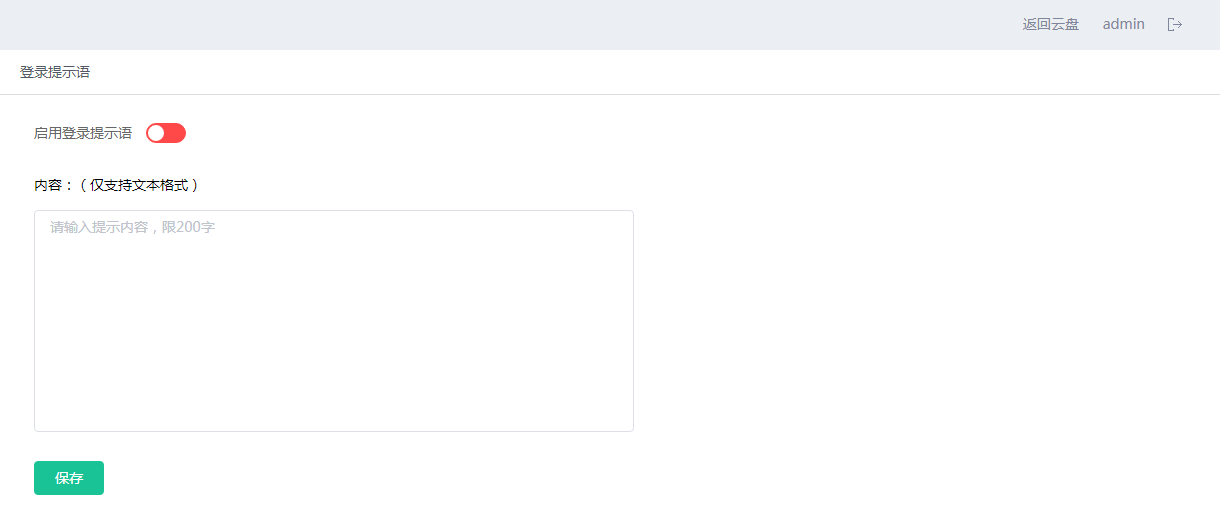 返回云盘 admin
登录提示语
启用登录提示语
内容：（仅支持文本格式）
请输入提示内容，限200字
保存